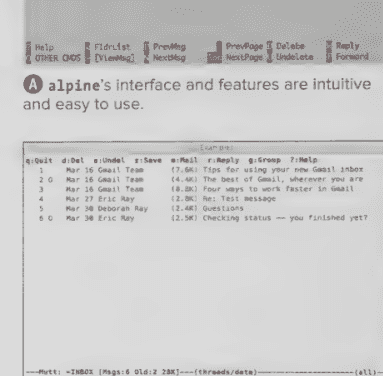 Help FldrList PrevMsg PrevPage Delete Reply
OTHER CMDS [ViewMsg] NextMsg NextPage Undelete Forward
A alpine's interface and features are intuitive
and easy to use.
q:Quit d:Del u:Undel s:Save m:Mail r:Reply g:Group ?:Help
1 Mar 16 Gmail Team (7.6K) Tips for using your new Gmail inbox
2 O Mar 16 Gmail Team (4.4K) The best of Gmail, wherever you are
3 Mar 16 Gmail Team (8.8K) Four ways to work faster in Gmail
4 Mar 27 Eric Ray (2.8K) Re: Test message
5 Mar 30 Deborah Ray (2.4K) Questions
6 O Mar 30 Eric Ray (2.5K) Checking status -- you finished yet?
---Mutt: =INBOX [Msgs:6 Old:2 28K]---(threads/date)---(all)---